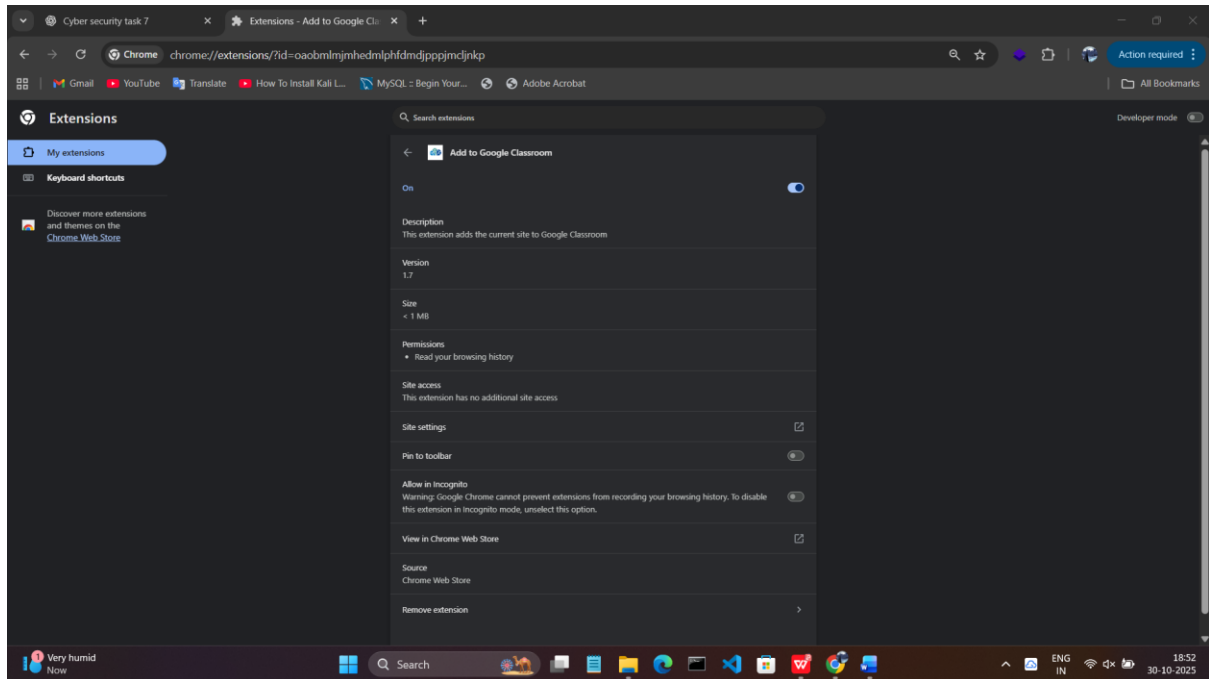 Cyber security task 7
Extensions - Add to Google Cla
Chrome chrome://extensions/?id=oaobmlmjmhedmlphfdmdjpppjmcljnkp
Action required
Gmail YouTube Translate How To Install Kali L... MySQL :: Begin Your... Adobe Acrobat
All Bookmarks
Extensions
Search extensions
Developer mode
My extensions
Keyboard shortcuts
Discover more extensions
and themes on the
Chrome Web Store
Add to Google Classroom
On
Description
This extension adds the current site to Google Classroom
Version
1.7
Size
< 1 MB
Permissions
• Read your browsing history
Site access
This extension has no additional site access
Site settings
Pin to toolbar
Allow in Incognito
Warning: Google Chrome cannot prevent extensions from recording your browsing history. To disable
this extension in Incognito mode, unselect this option.
View in Chrome Web Store
Source
Chrome Web Store
Remove extension
1
Very humid
Now
Search
ENG
IN
18:52
30-10-2025